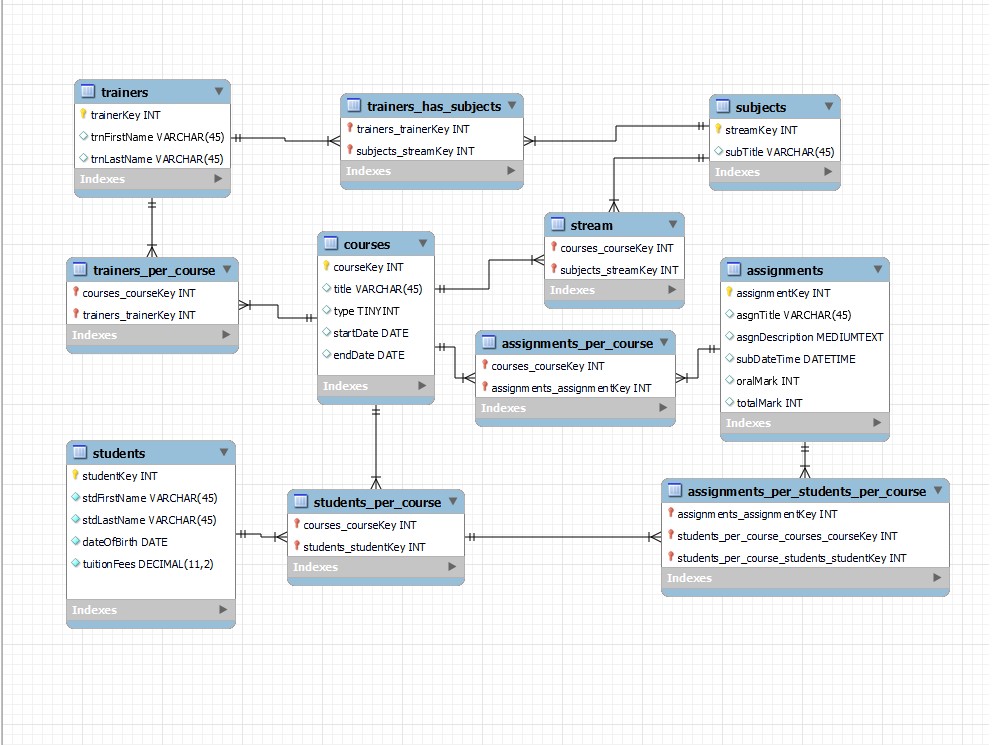 trainers
trainerKey INT
trnFirstName VARCHAR(45)
trnLastName VARCHAR(45)
Indexes
trainers_has_subjects
trainers_trainerKey INT
subjects_streamKey INT
Indexes
subjects
streamKey INT
subTitle VARCHAR(45)
Indexes
trainers_per_course
courses_courseKey INT
trainers_trainerKey INT
Indexes
courses
courseKey INT
title VARCHAR(45)
type TINYINT
startDate DATE
endDate DATE
Indexes
stream
courses_courseKey INT
subjects_streamKey INT
Indexes
assignments
assignmentKey INT
asgnTitle VARCHAR(45)
asgnDescription MEDIUMTEXT
subDateTime DATETIME
oralMark INT
totalMark INT
Indexes
assignments_per_course
courses_courseKey INT
assignments_assignmentKey INT
Indexes
students
studentKey INT
stdFirstName VARCHAR(45)
stdLastName VARCHAR(45)
dateOfBirth DATE
tuitionFees DECIMAL(11,2)
Indexes
students_per_course
courses_courseKey INT
students_studentKey INT
Indexes
assignments_per_students_per_course
assignments_assignmentKey INT
students_per_course_courses_courseKey INT
students_per_course_students_studentKey INT
Indexes